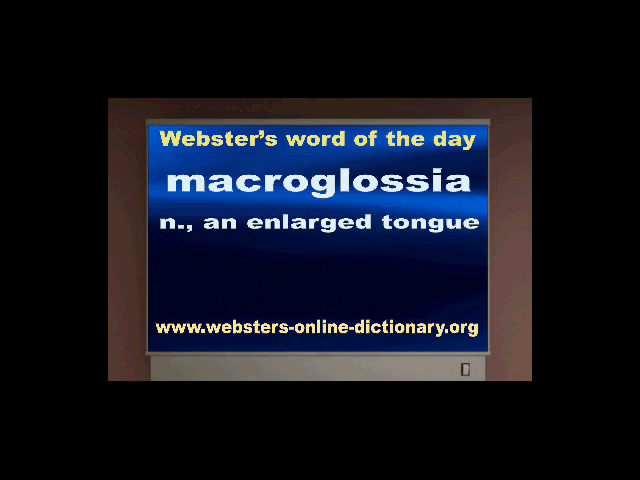 Webster's word of the day
macroglossia
n., an enlarged tongue
www.websters-online-dictionary.org